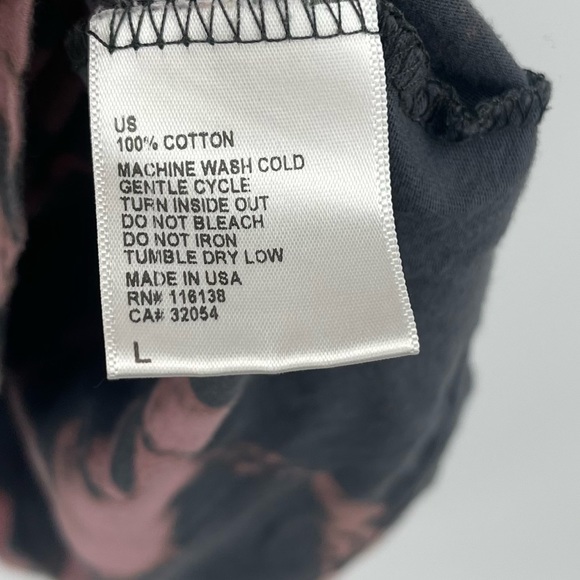 US
100% COTTON
MACHINE WASH COLD
GENTLE CYCLE
TURN INSIDE OUT
DO NOT BLEACH
DO NOT IRON
TUMBLE DRY LOW
MADE IN USA
RN# 116138
CA# 32054
L